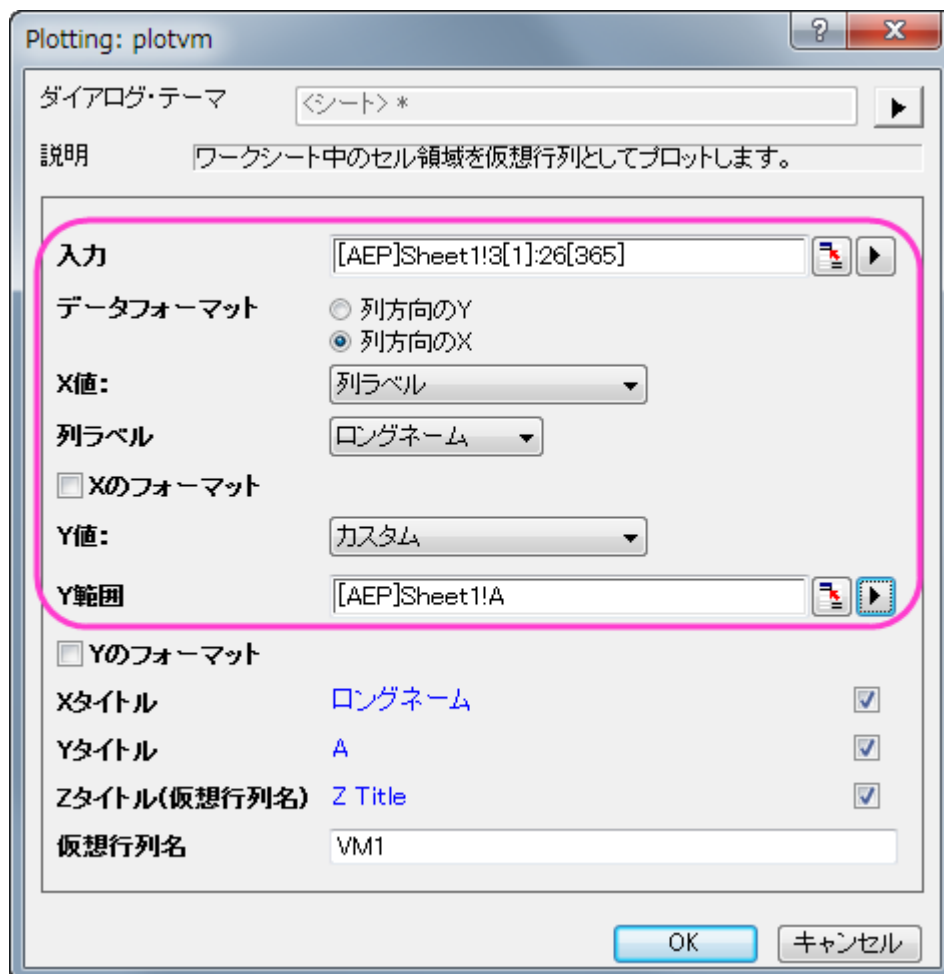 Plotting: plotvm
ダイアログ・テーマ <シート> *
説明 ワークシート中のセル領域を仮想行列としてプロットします。
入力 [AEP]Sheet1!3[1]:26[365]
データフォーマット 列方向のY
列方向のX
X値: 列ラベル
列ラベル ロングネーム
Xのフォーマット
Y値: カスタム
Y範囲 [AEP]Sheet1!A
Yのフォーマット
Xタイトル ロングネーム
Yタイトル A
Zタイトル(仮想行列名) Z Title
仮想行列名 VM1
OK キャンセル